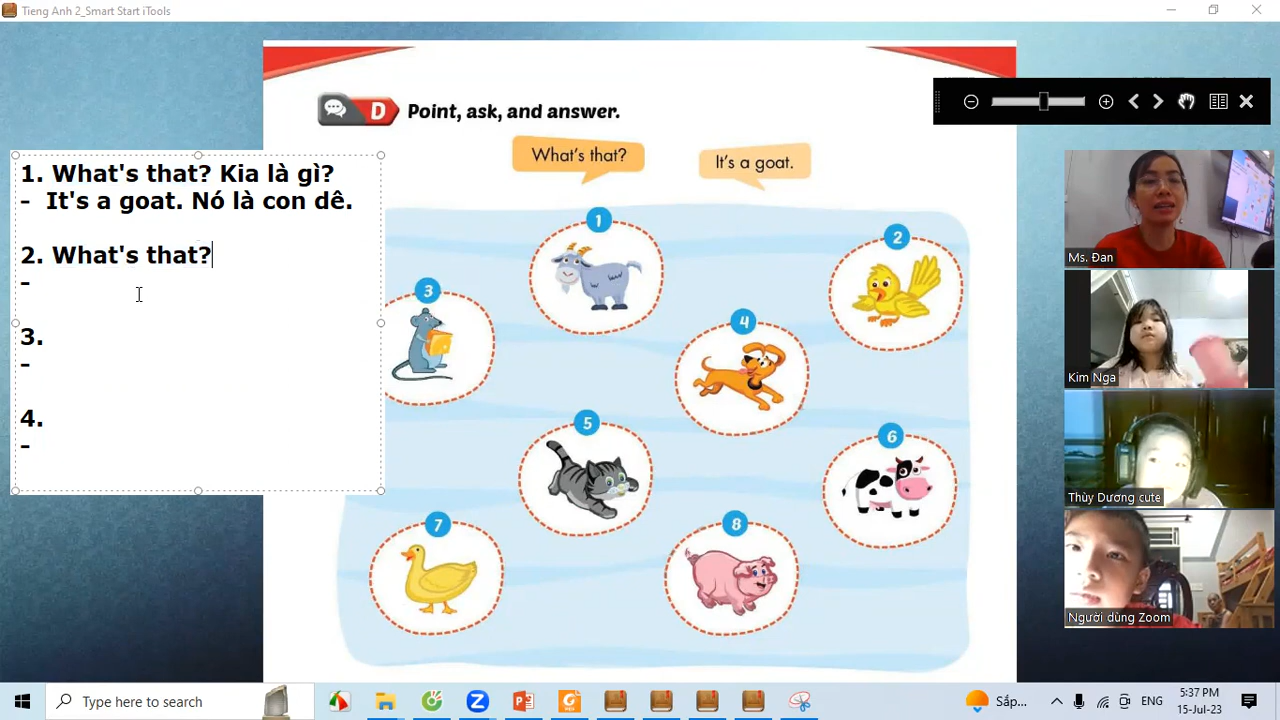 Tieng Anh 2_Smart Start iTools
D Point, ask, and answer.
What's that?
It's a goat.
1. What's that? Kia là gì?
- It's a goat. Nó là con dê.
2. What's that?
-
3.
-
4.
-
1
2
3
4
5
6
7
8
Ms. Đan
Kim Nga
Thùy Dương cute
Người dùng Zoom
Type here to search
Sắp...
ENG
5:37 PM
15-Jul-23